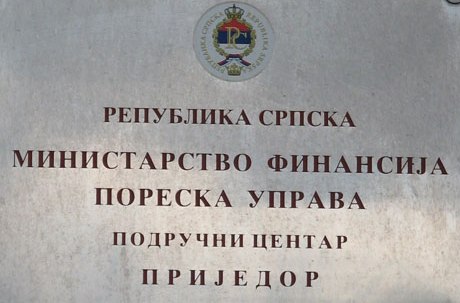 РЕПУБЛИКА СРПСКА
МИНИСТАРСТВО ФИНАНСИЈА
ПОРЕСКА УПРАВА
ПОДРУЧНИ ЦЕНТАР
ПРИЈЕДОР